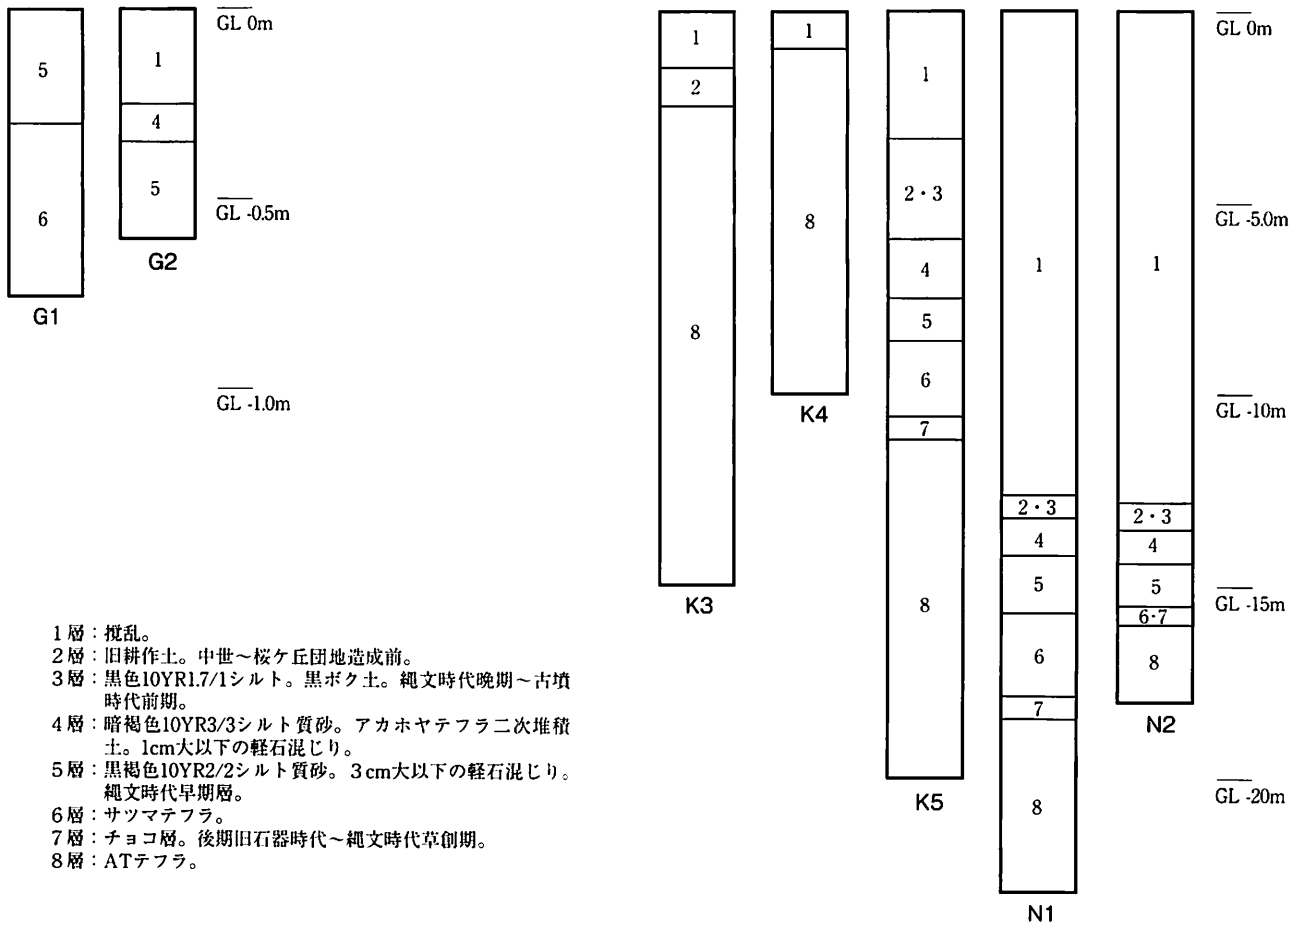 5
6
G1
1
4
5
G2
GL 0m
GL -0.5m
GL -1.0m
1
2
8
K3
1
8
K4
1
2・3
4
5
6
7
8
K5
1
2・3
4
5
6
7
8
N1
1
2・3
4
5
6·7
8
N2
GL 0m
GL -5.0m
GL -10m
GL -15m
GL -20m
1層：撹乱。
2層：旧耕作土。中世～桜ケ丘団地造成前。
3層：黒色10YR1.7/1シルト。黒ボク土。縄文時代晩期～古墳
時代前期。
4層：暗褐色10YR3/3シルト質砂。アカホヤテフラ二次堆積
土。1cm大以下の軽石混じり。
5層：黒褐色10YR2/2シルト質砂。3cm大以下の軽石混じり。
縄文時代早期層。
6層：サツマテフラ。
7層：チョコ層。後期旧石器時代～縄文時代草創期。
8層：ATテフラ。